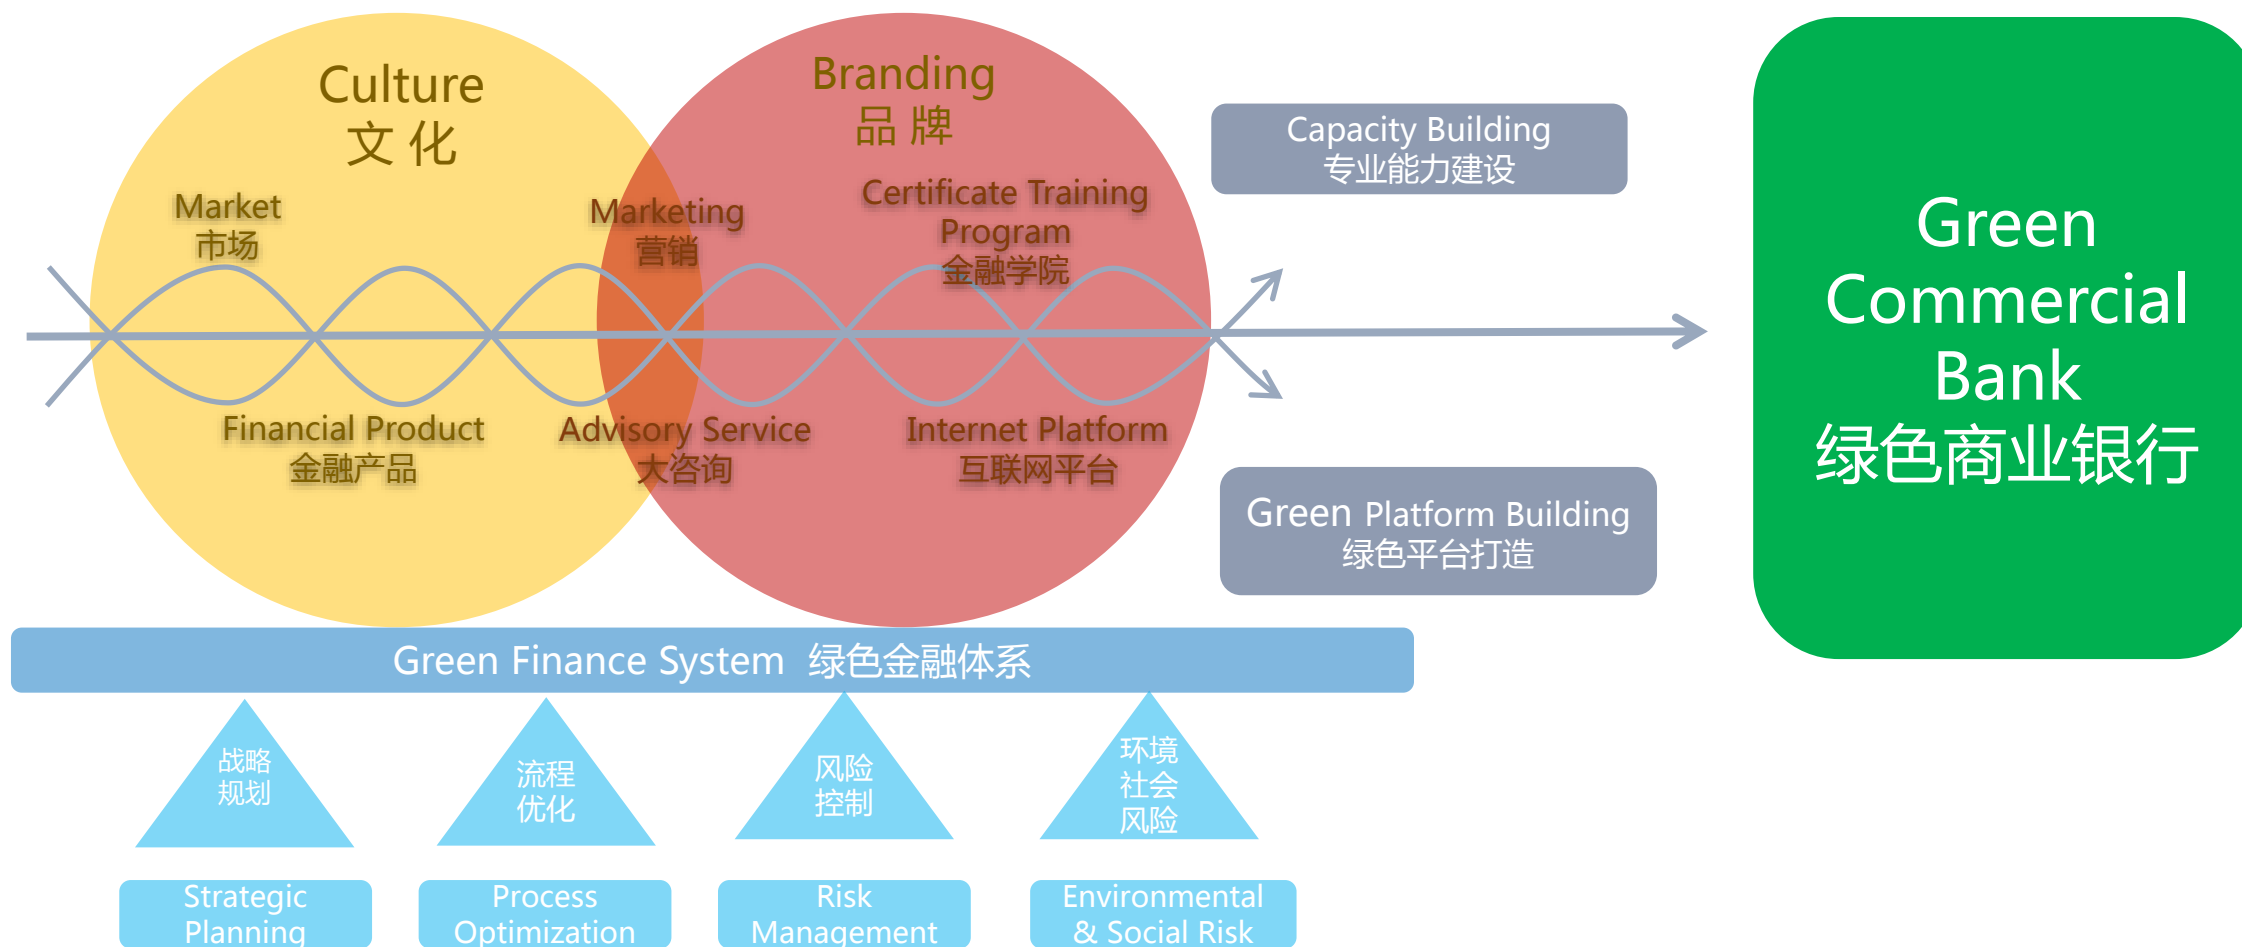 Culture
文 化
Branding
品 牌
Market
市场
Marketing
营销
Certificate Training
Program
金融学院
Financial Product
金融产品
Advisory Service
大咨询
Internet Platform
互联网平台
Capacity Building
专业能力建设
Green Platform Building
绿色平台打造
Green
Commercial
Bank
绿色商业银行
Green Finance System 绿色金融体系
战略
规划
流程
优化
风险
控制
环境
社会
风险
Strategic
Planning
Process
Optimization
Risk
Management
Environmental
& Social Risk